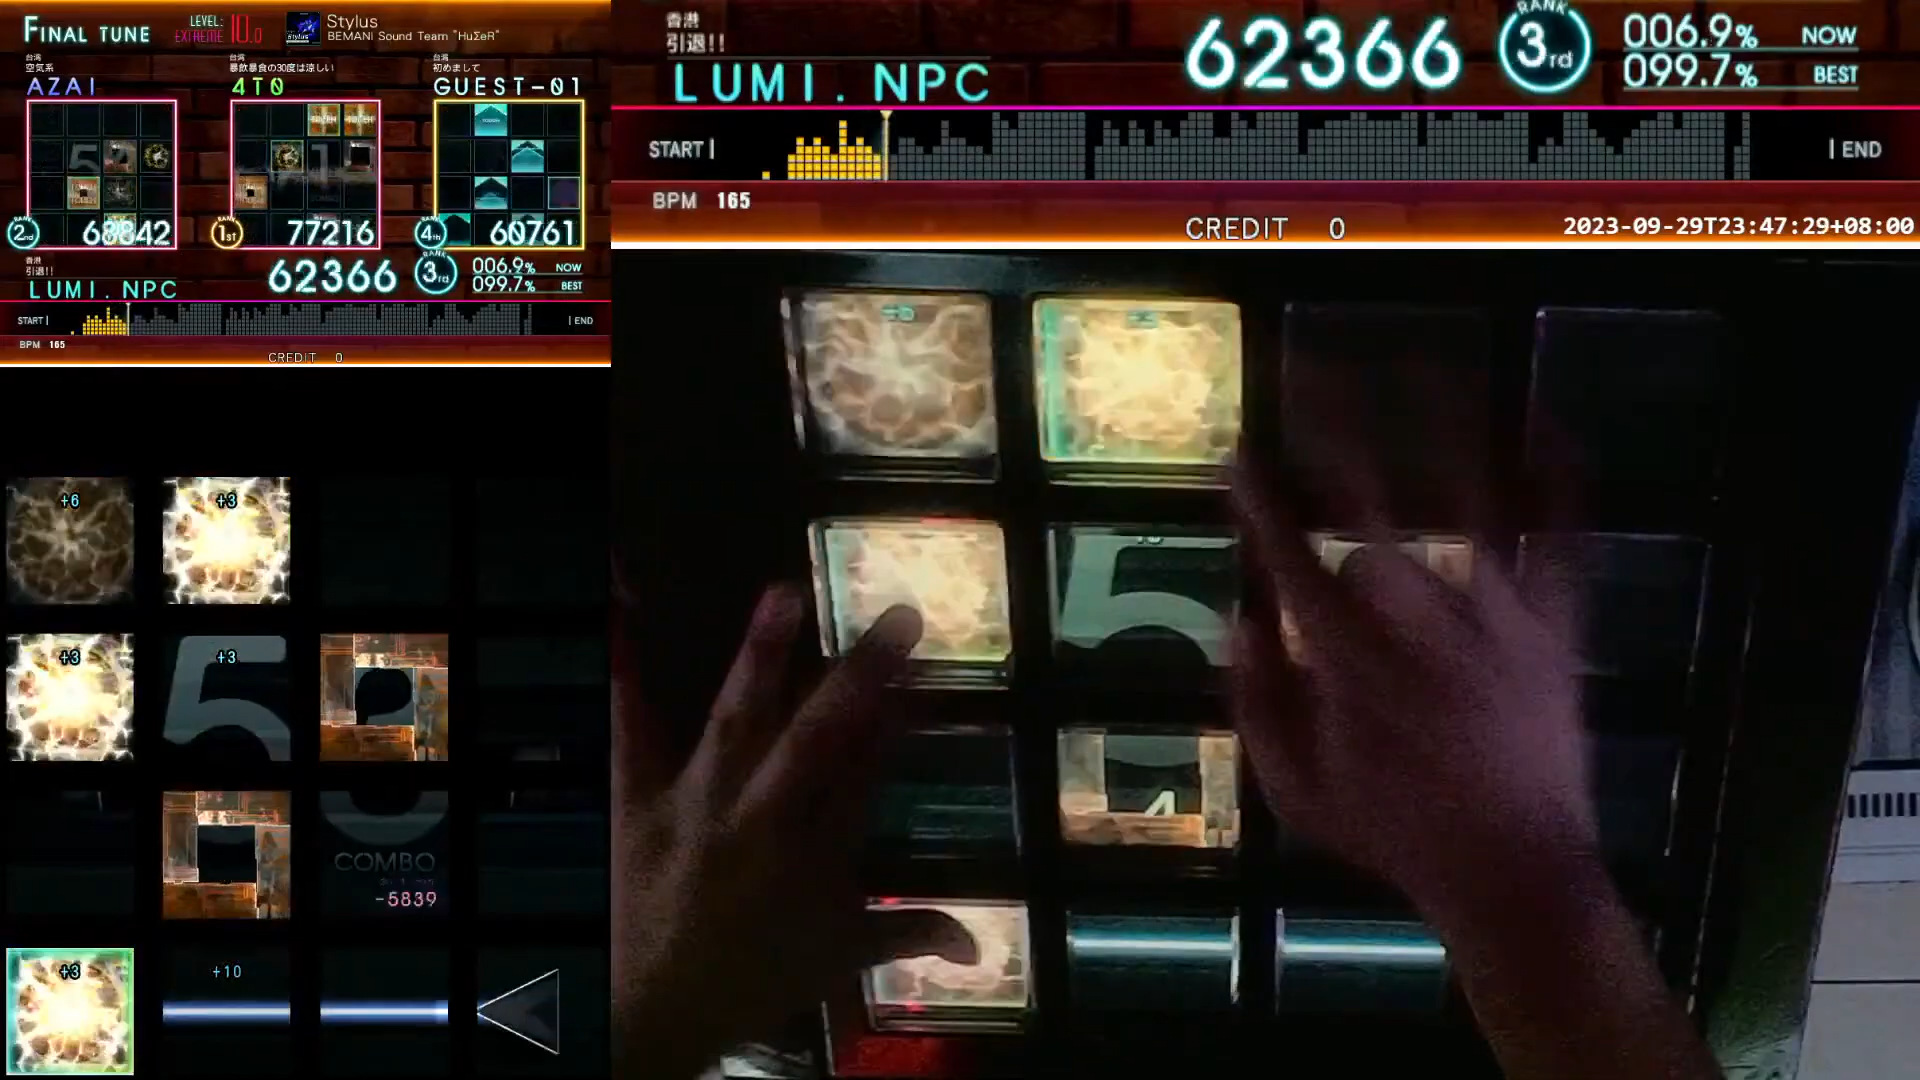 FINAL TUNE
LEVEL:
EXTREME 10.0
Stylus
BEMANI Sound Team "HuΣeR"
台湾
空気系
AZAI
2nd
68842
台湾
暴飲暴食の30度は涼しい
4T0
RANK
1st
77216
台湾
初めまして
GUEST-01
4th
60761
香港
引退!!
LUMI.NPC
62366
RANK
3rd
006.9% NOW
099.7% BEST
START
END
BPM 165
CREDIT 0
香港
引退!!
LUMI.NPC
62366
RANK
3rd
006.9% NOW
099.7% BEST
START
END
BPM 165
CREDIT 0
2023-09-29T23:47:29+08:00
+6
+3
+3
+3
5
COMBO
-5839
+3
+10
5
4